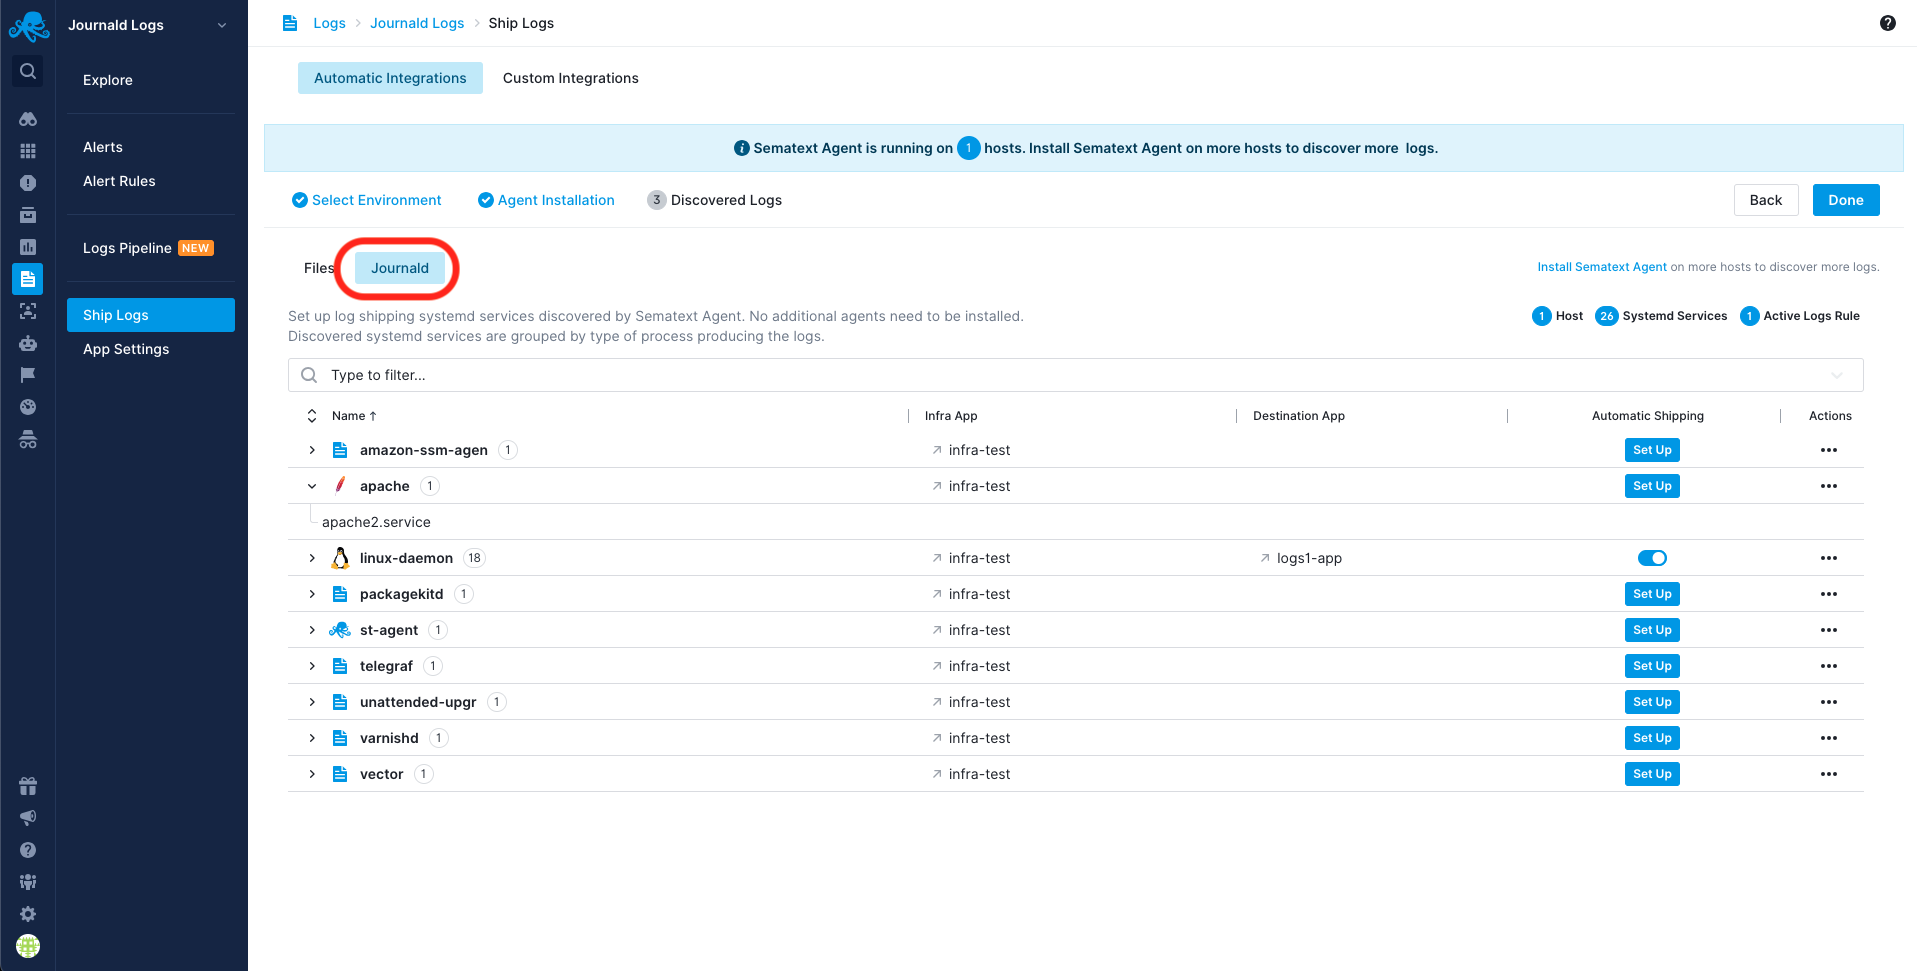 Journald Logs
Explore
Alerts
Alert Rules
Logs Pipeline NEW
Ship Logs
App Settings
Logs > Journald Logs > Ship Logs
Automatic Integrations Custom Integrations
Sematext Agent is running on 1 hosts. Install Sematext Agent on more hosts to discover more logs.
Select Environment Agent Installation 3 Discovered Logs Back Done
Files Journald Install Sematext Agent on more hosts to discover more logs.
Set up log shipping systemd services discovered by Sematext Agent. No additional agents need to be installed.
Discovered systemd services are grouped by type of process producing the logs.
1 Host 26 Systemd Services 1 Active Logs Rule
Type to filter...
Name ↑ Infra App Destination App Automatic Shipping Actions
amazon-ssm-agen 1 infra-test Set Up
apache 1 infra-test Set Up
apache2.service
linux-daemon 18 infra-test logs1-app
packagekitd 1 infra-test Set Up
st-agent 1 infra-test Set Up
telegraf 1 infra-test Set Up
unattended-upgr 1 infra-test Set Up
varnishd 1 infra-test Set Up
vector 1 infra-test Set Up